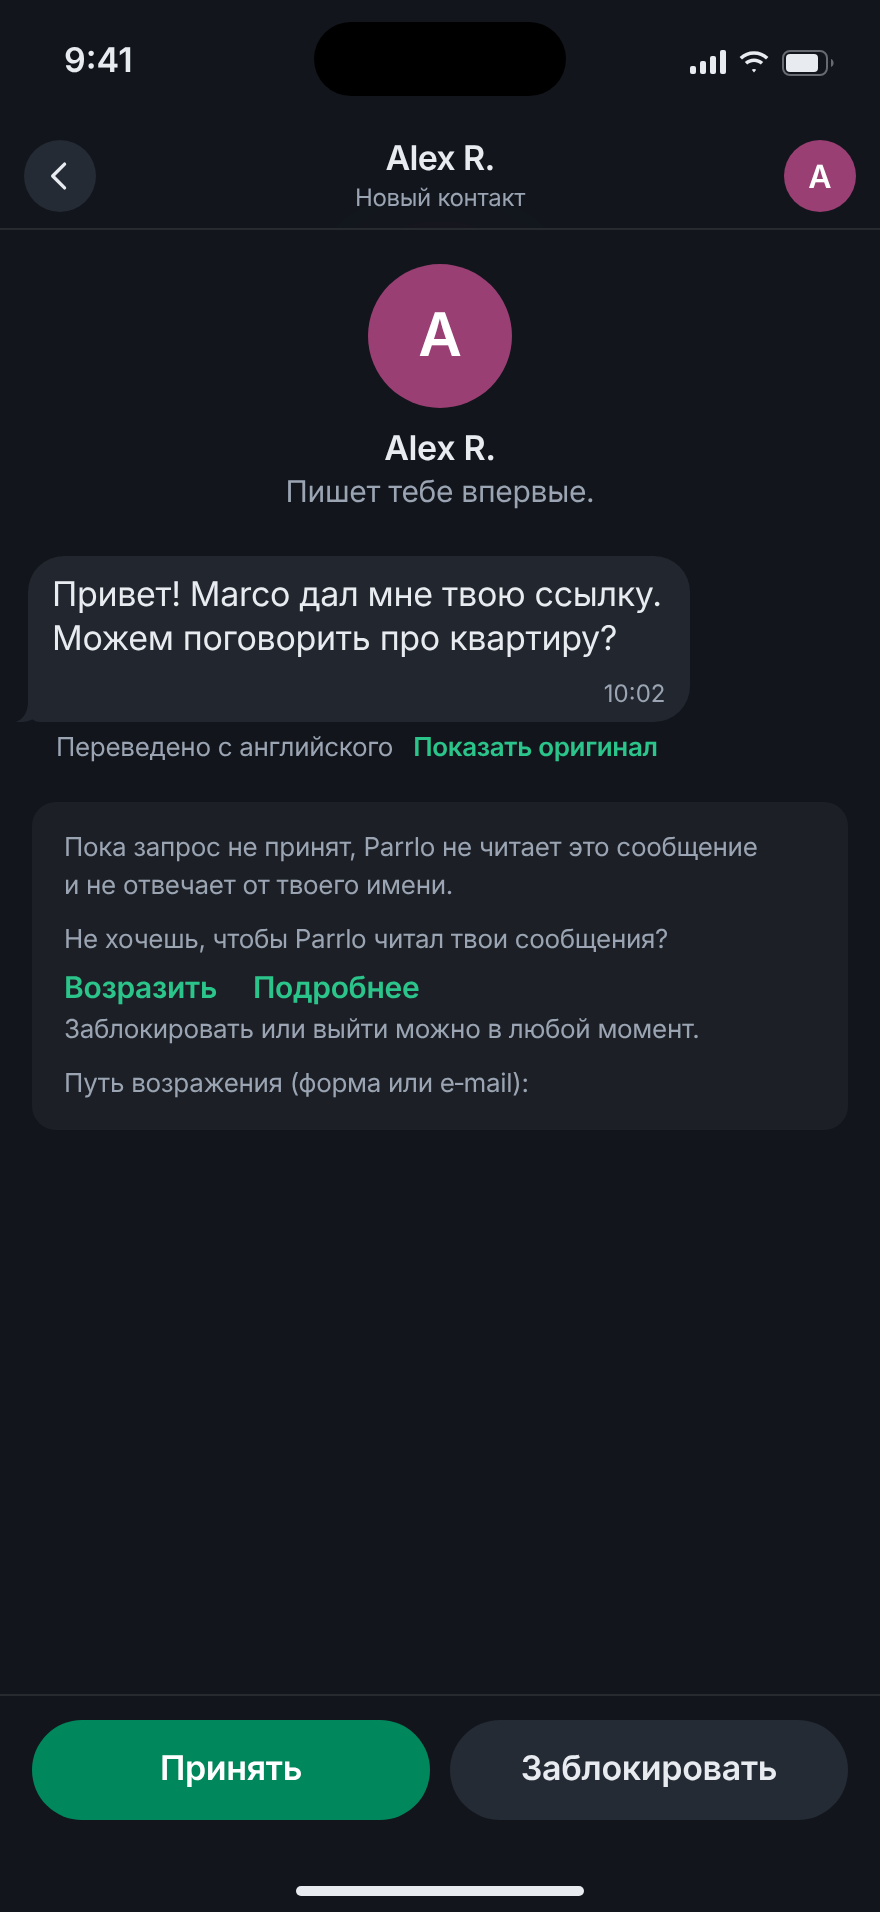 9:41
Alex R.
Новый контакт
A
A
Alex R.
Пишет тебе впервые.
Привет! Marco дал мне твою ссылку.
Можем поговорить про квартиру?
10:02
Переведено с английского Показать оригинал
Пока запрос не принят, Parrlo не читает это сообщение
и не отвечает от твоего имени.
Не хочешь, чтобы Parrlo читал твои сообщения?
Возразить Подробнее
Заблокировать или выйти можно в любой момент.
Путь возражения (форма или e-mail):
Принять Заблокировать